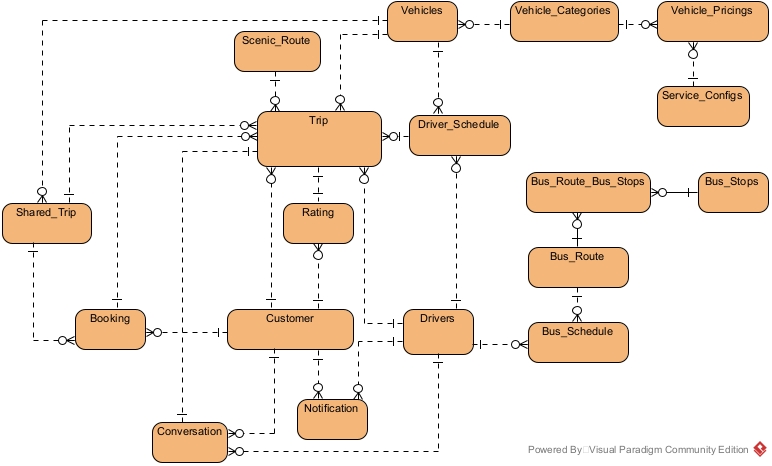 Vehicles
Vehicle_Categories
Vehicle_Pricings
Scenic_Route
Service_Configs
Trip
Driver_Schedule
Bus_Route_Bus_Stops
Bus_Stops
Shared_Trip
Rating
Bus_Route
Booking
Customer
Drivers
Bus_Schedule
Notification
Conversation
Powered By Visual Paradigm Community Edition